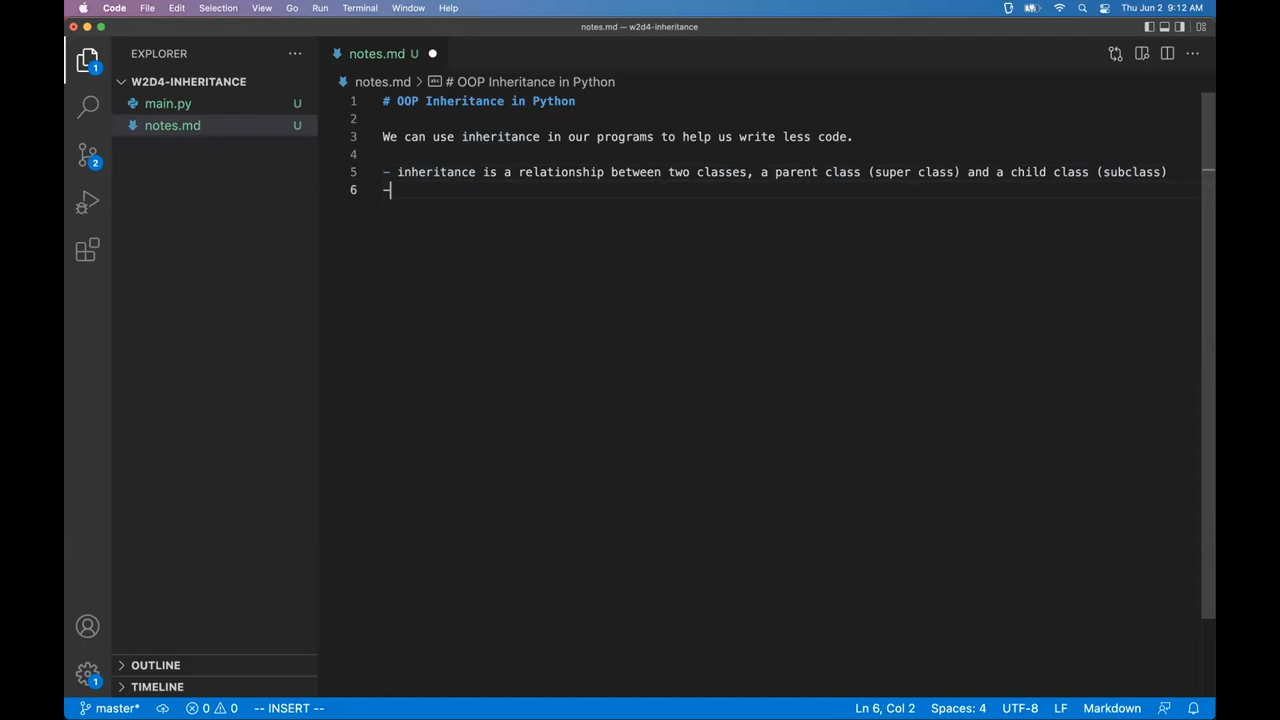 Code File Edit Selection View Go Run Terminal Window Help Thu Jun 2 9:12 AM
notes.md — w2d4-inheritance
EXPLORER
notes.md U
W2D4-INHERITANCE
notes.md > # OOP Inheritance in Python
main.py U
notes.md U
1 # OOP Inheritance in Python
2
3 We can use inheritance in our programs to help us write less code.
4
5 - inheritance is a relationship between two classes, a parent class (super class) and a child class (subclass)
6 -
1
2
1
OUTLINE
TIMELINE
master* 0 0 -- INSERT -- Ln 6, Col 2 Spaces: 4 UTF-8 LF Markdown